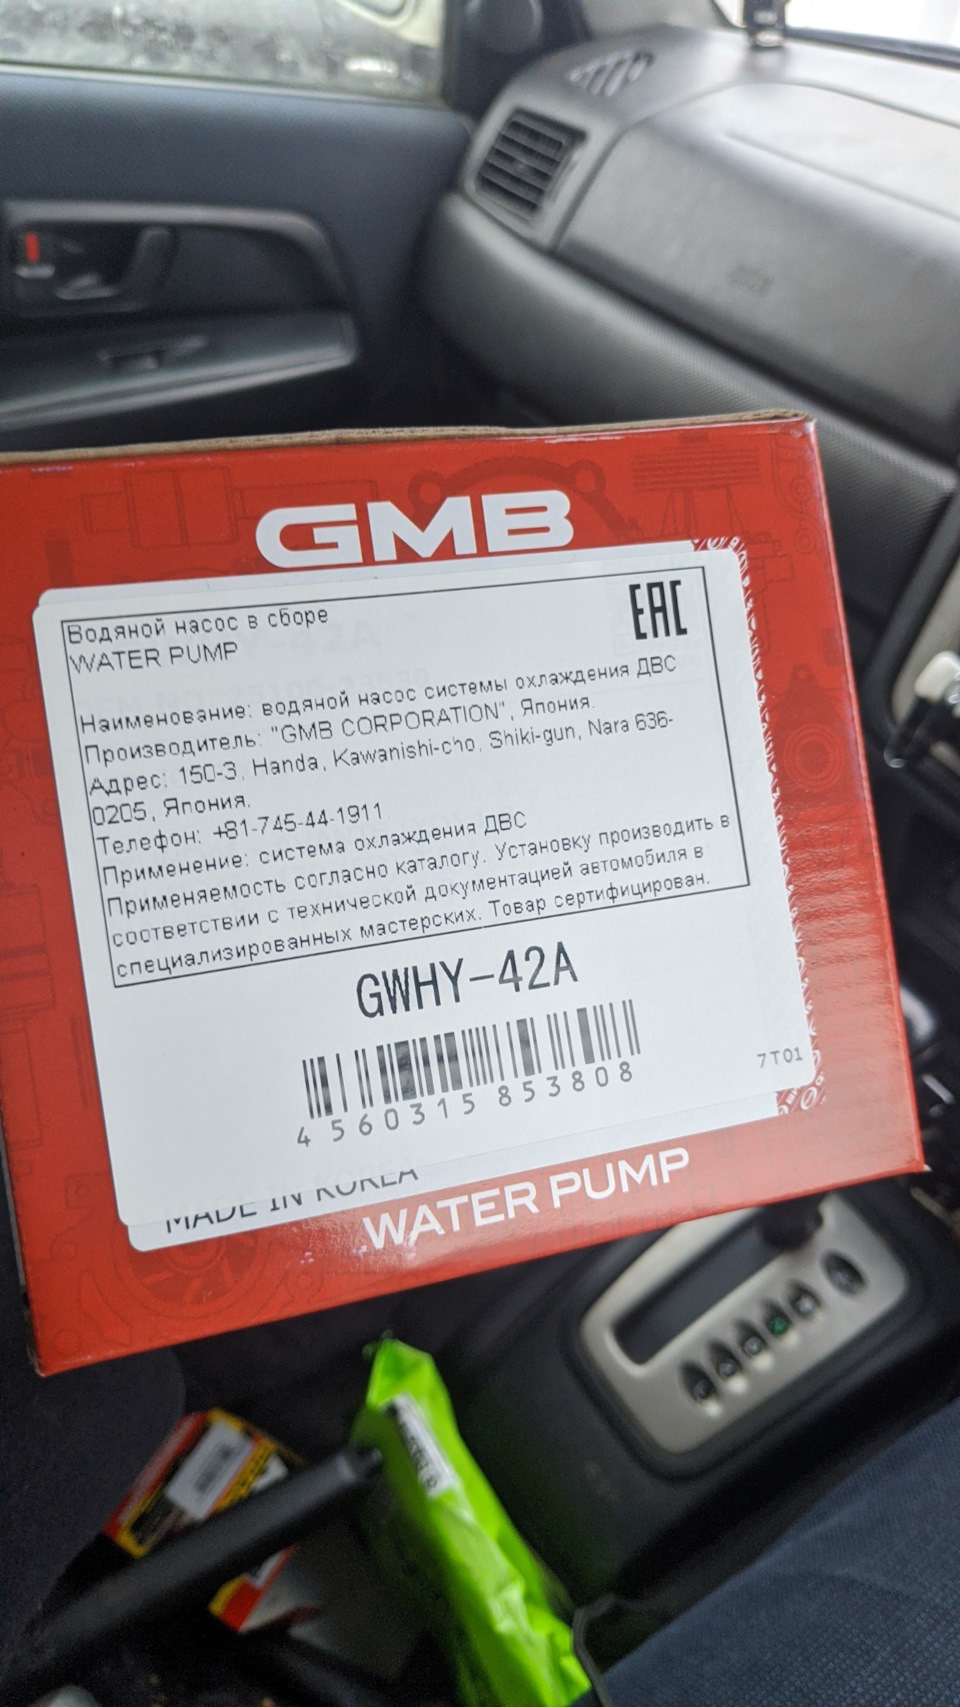 GMB
Водяной насос в сборе
EAC
WATER PUMP
Наименование: водяной насос системы охлаждения ДВС
Производитель: "GMB CORPORATION", Япония.
Адрес: 150-3, Handa, Kawanishi-cho, Shiki-gun, Nara 636-
0205, Япония.
Телефон: +81-745-44-1911
Применение: система охлаждения ДВС
Применяемость согласно каталогу. Установку производить в
соответствии с технической документацией автомобиля в
специализированных мастерских. Товар сертифицирован.
GWHY-42A
4 560315 853808
7T01
MADE IN KOREA
WATER PUMP